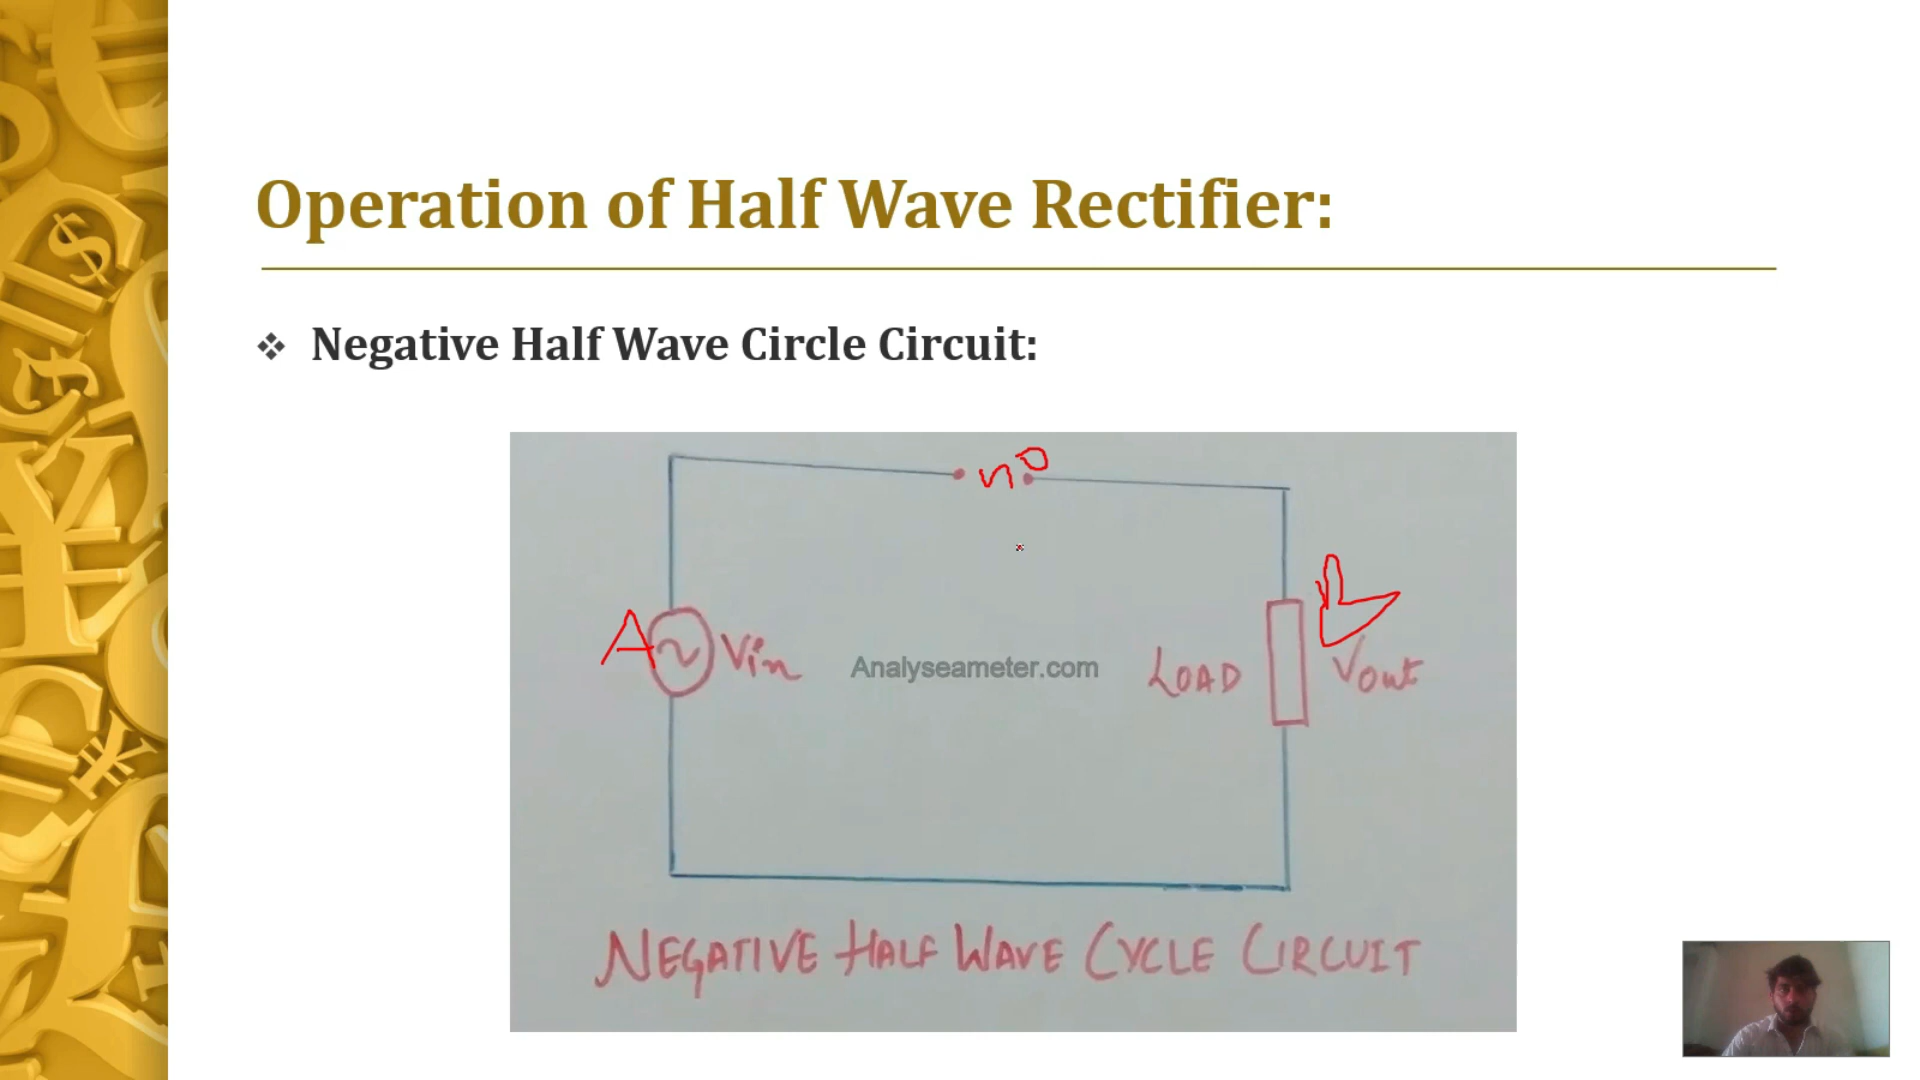 Operation of Half Wave Rectifier:
❖ Negative Half Wave Circle Circuit:
no
A
Vin
Analyseameter.com
LOAD
Vout
NEGATIVE HALF WAVE CYCLE CIRCUIT